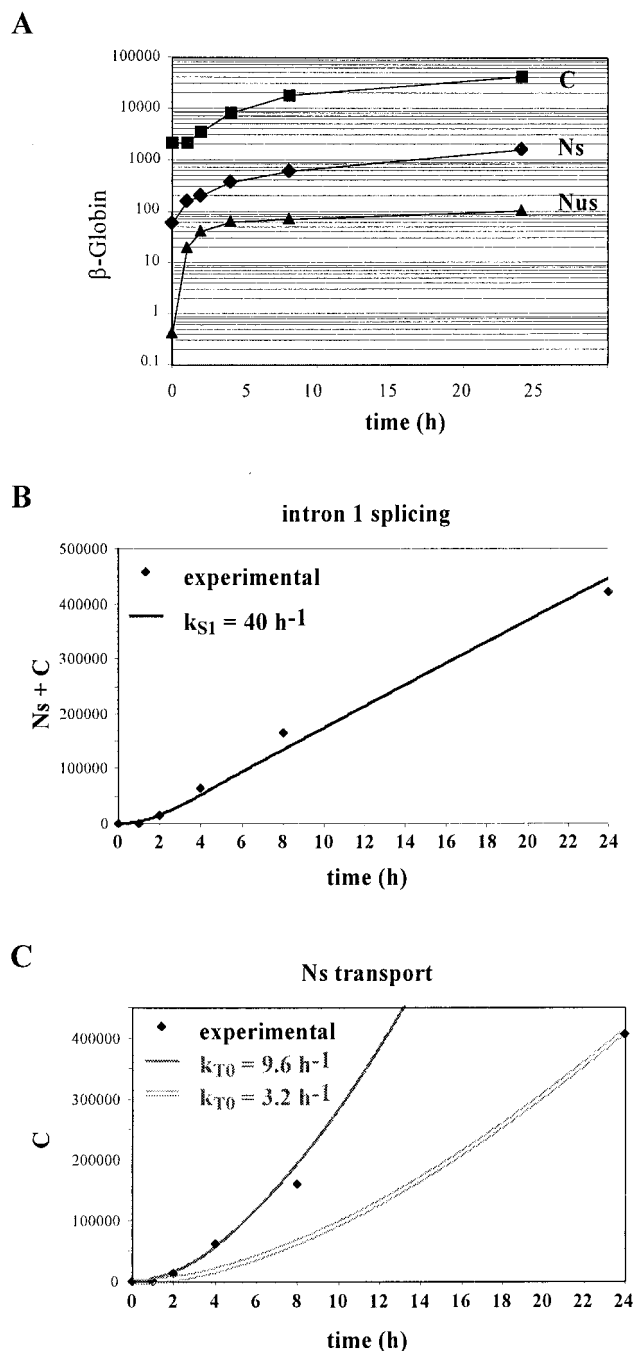 A
100000
10000
1000
100
10
1
0.1
β-Globin
C
Ns
Nus
0 5 10 15 20 25
time (h)
B
intron 1 splicing
500000
400000
300000
200000
100000
0
Ns + C
experimental
kS1 = 40 h-1
0 2 4 6 8 10 12 14 16 18 20 22 24
time (h)
C
Ns transport
400000
300000
200000
100000
0
C
experimental
kT0 = 9.6 h-1
kT0 = 3.2 h-1
0 2 4 6 8 10 12 14 16 18 20 22 24
time (h)